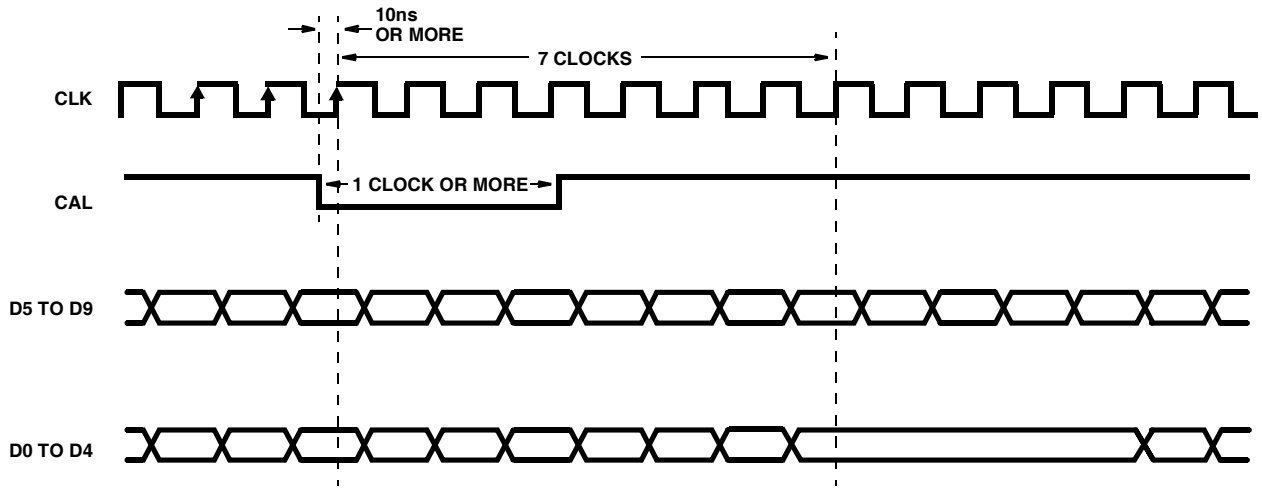 10ns
OR MORE
7 CLOCKS
CLK
1 CLOCK OR MORE
CAL
D5 TO D9
D0 TO D4